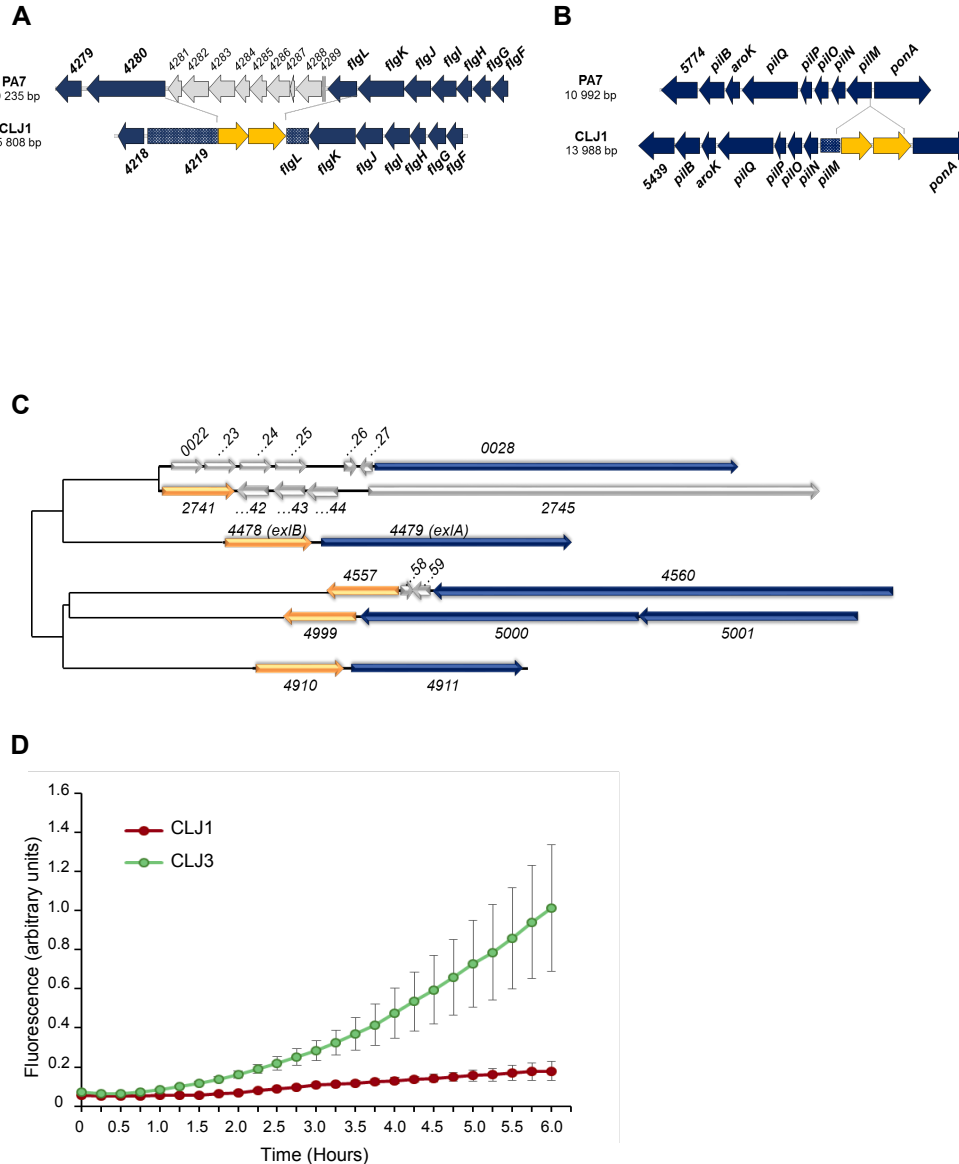 A
4279 4280 4281 4282 4283 4284 4285 4286 4287 4288 4289 flgL flgK flgJ flgI flgH flgG flgF
PA7
235 bp
CLJ1
808 bp
4218 4219 flgL flgK flgJ flgI flgH flgG flgF
B
5774 pilB aroK pilQ pilP pilO pilN pilM ponA
PA7
10 992 bp
CLJ1
13 988 bp
5439 pilB aroK pilQ pilP pilO pilN pilM ponA
C
0022 ...23 ...24 ...25 ...26 ...27 0028
2741 ...42 ...43 ...44 2745
4478 (exlB) 4479 (exlA)
4557 ...58 ...59 4560
4999 5000 5001
4910 4911
D
Fluorescence (arbitrary units)
1.6
1.4
1.2
1.0
0.8
0.6
0.4
0.2
0
CLJ1
CLJ3
0 0.5 1.0 1.5 2.0 2.5 3.0 3.5 4.0 4.5 5.0 5.5 6.0
Time (Hours)